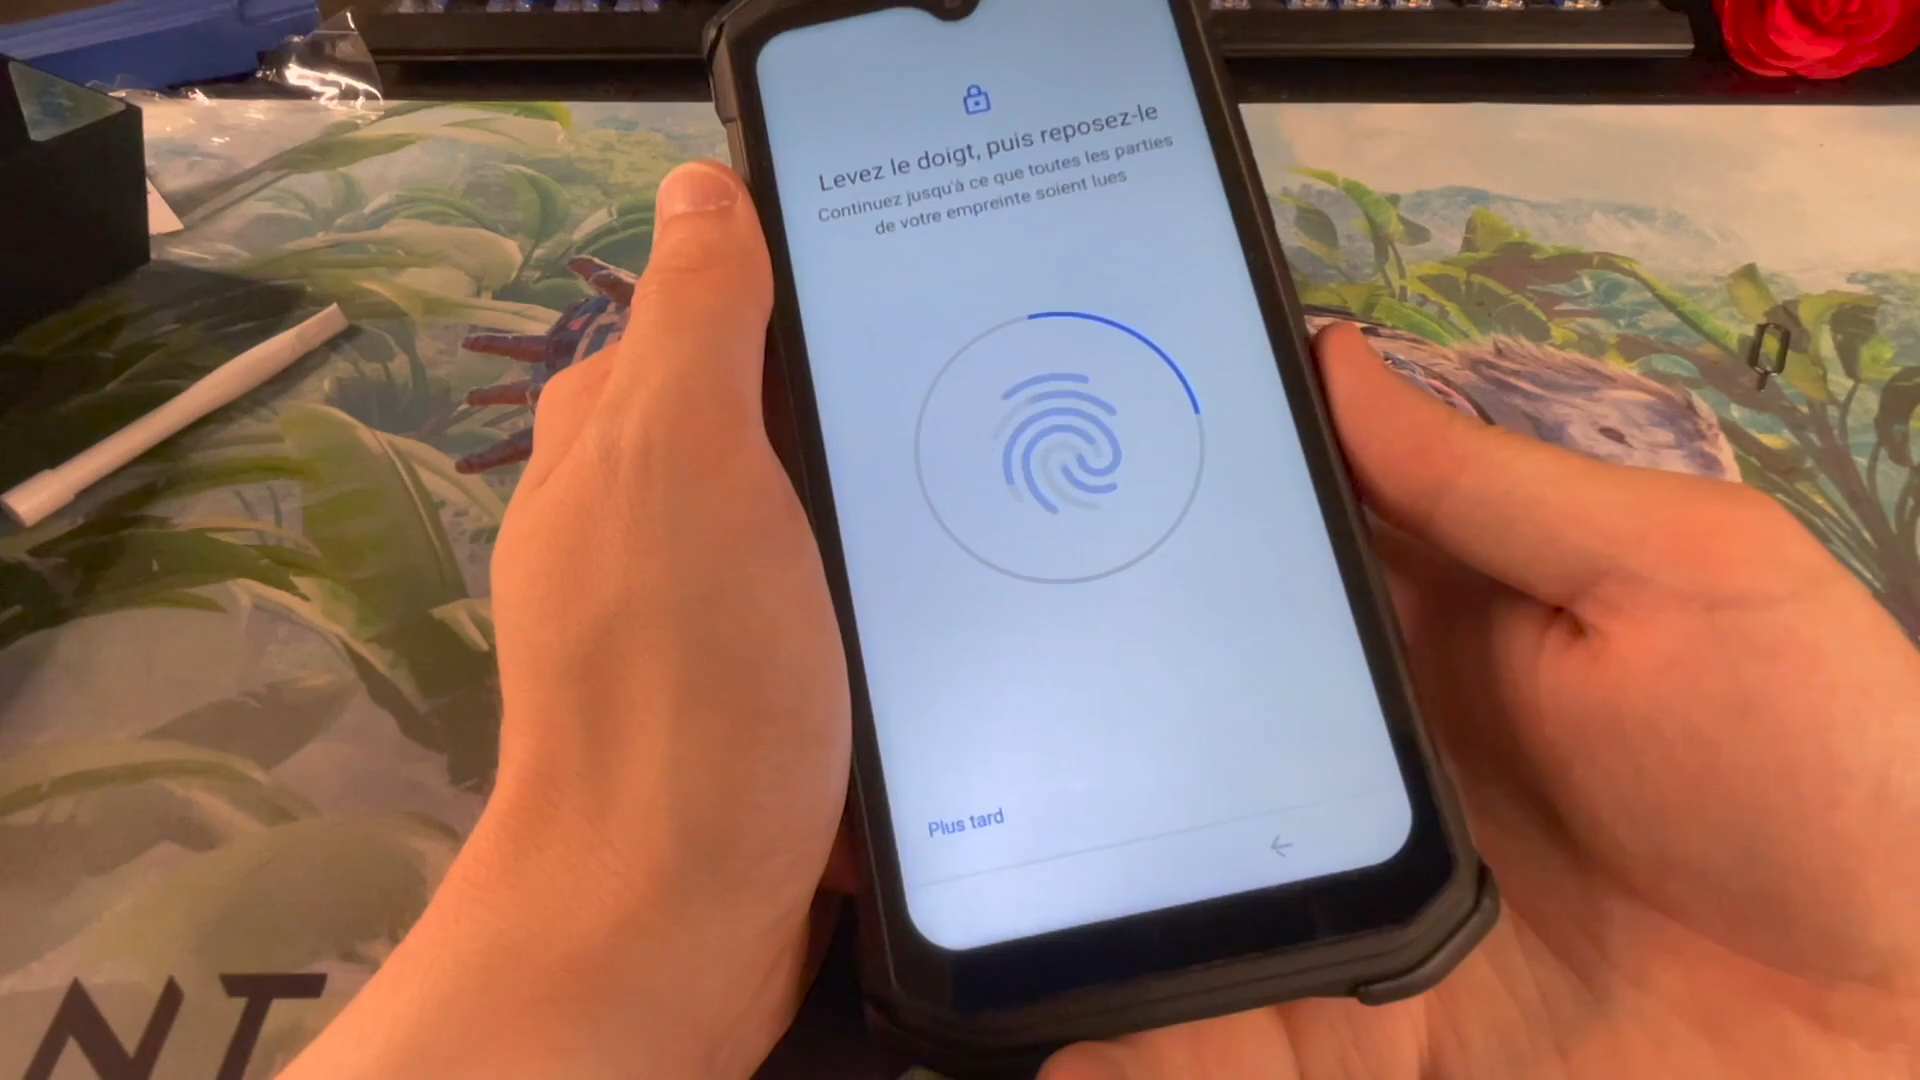 Levez le doigt, puis reposez-le
Continuez jusqu'à ce que toutes les parties
de votre empreinte soient lues
Plus tard
NT